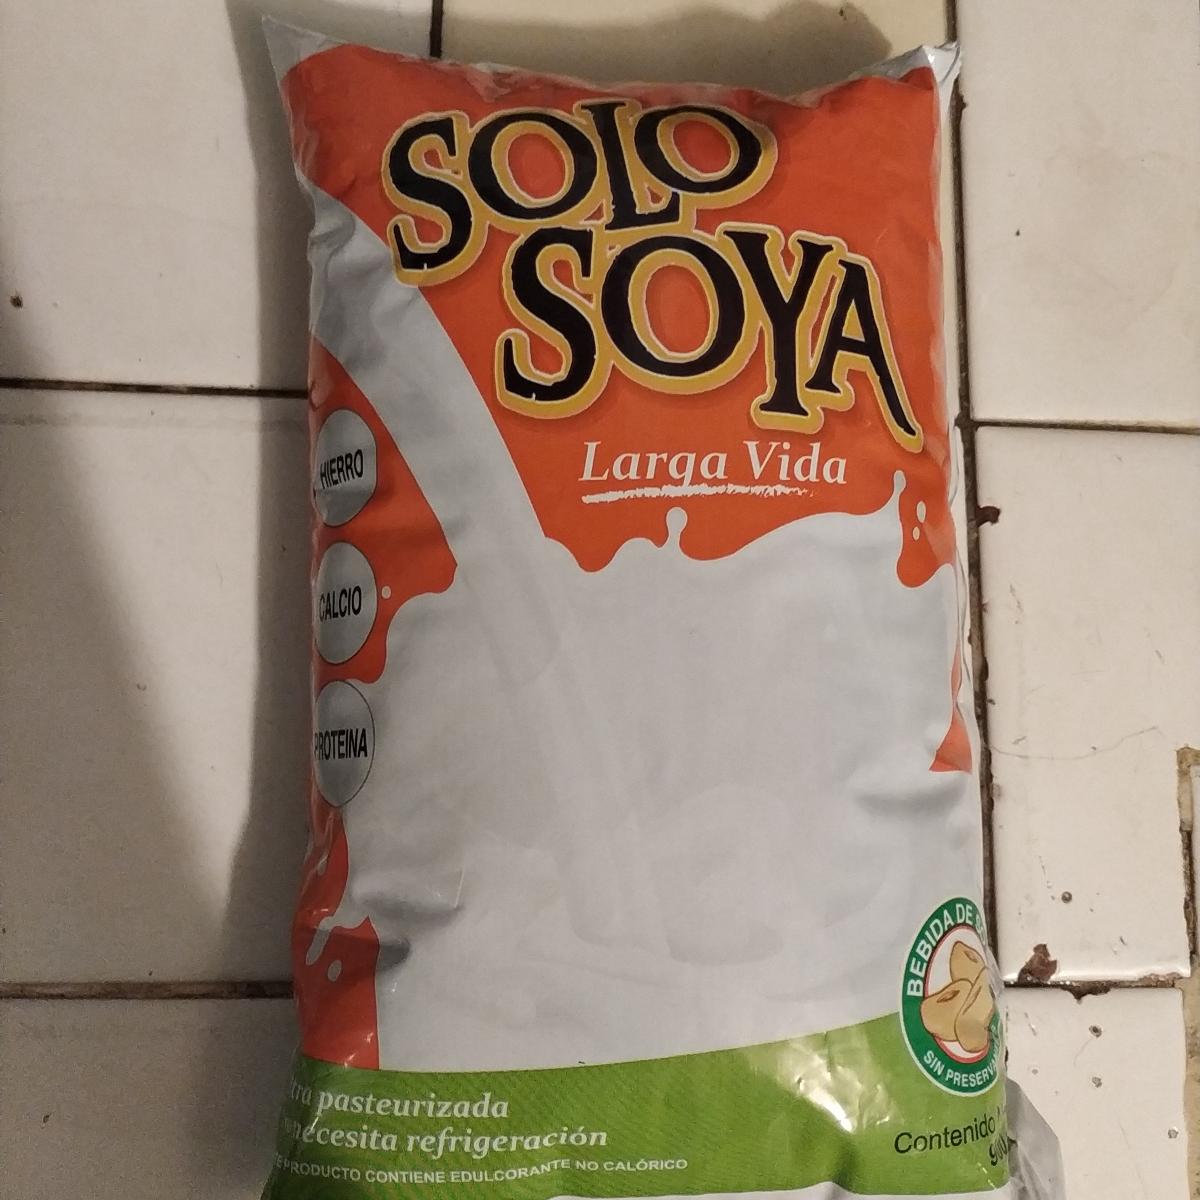 SOLO
SOYA
Larga Vida
HIERRO
CALCIO
PROTEINA
BEBIDA DE
SIN
pasteurizada
necesita refrigeración
PRODUCTO CONTIENE EDULCORANTE NO CALÓRICO
Contenido